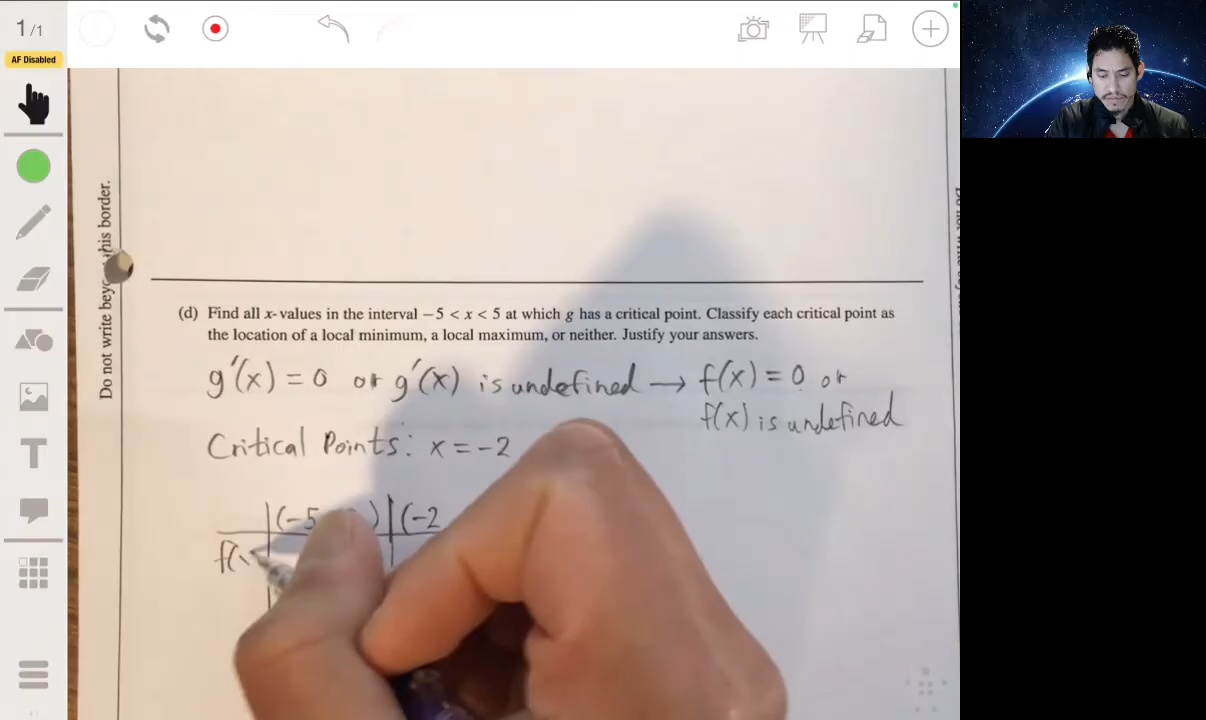 1/1
AF Disabled
Do not write beyond this border.
(d) Find all x-values in the interval −5 < x < 5 at which g has a critical point. Classify each critical point as
the location of a local minimum, a local maximum, or neither. Justify your answers.
g'(x) = 0 or g'(x) is undefined → f(x) = 0 or
f(x) is undefined
Critical Points: x = -2
(-5 ) (-2
f(
T